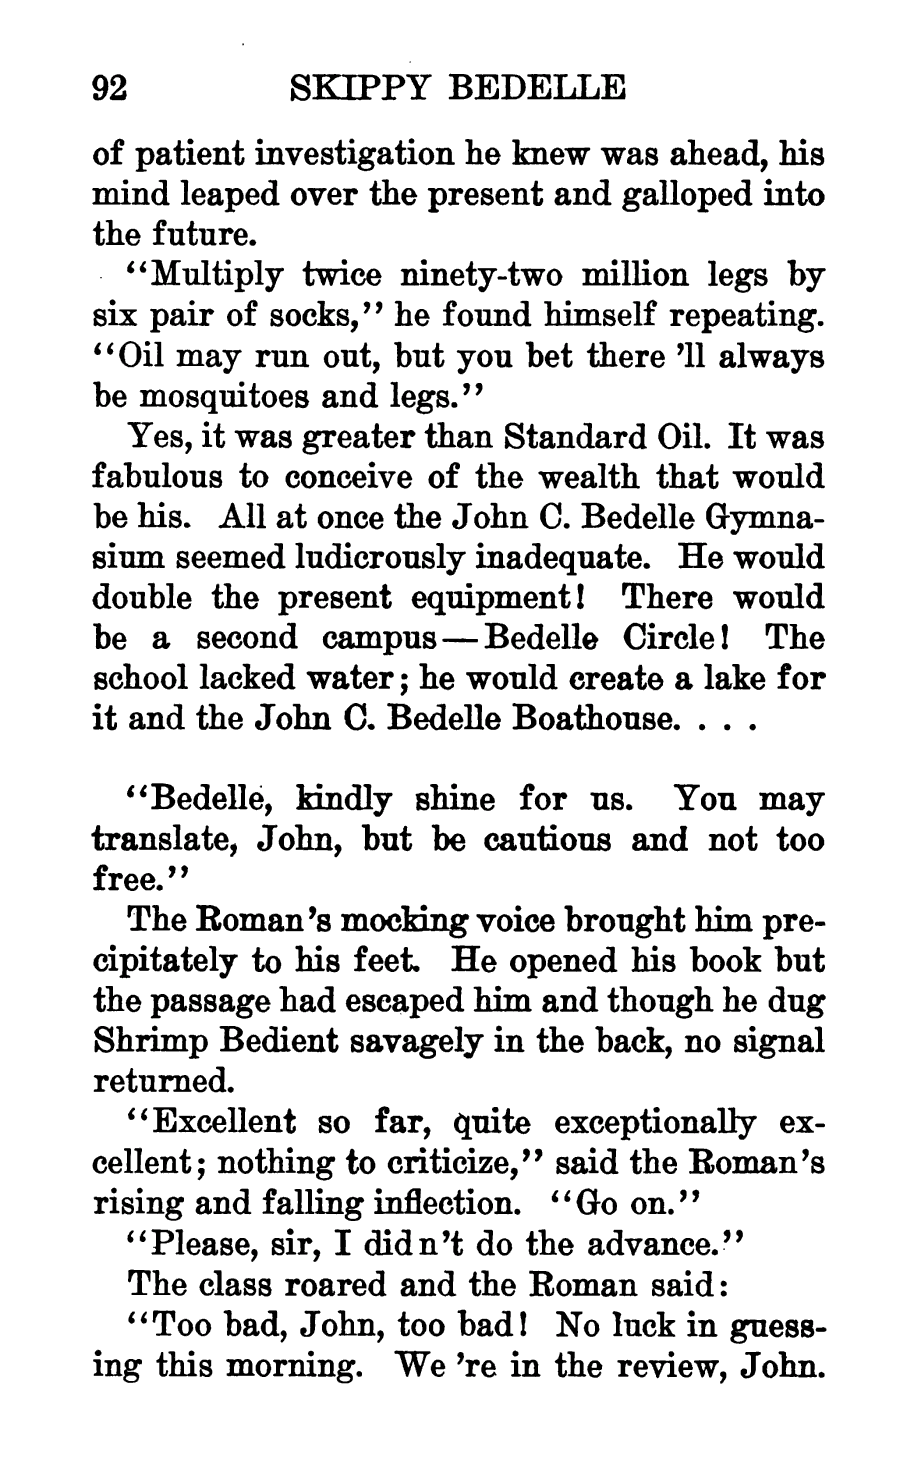 92 SKIPPY BEDELLE
of patient investigation he knew was ahead, his
mind leaped over the present and galloped into
the future.
"Multiply twice ninety-two million legs by
six pair of socks," he found himself repeating.
"Oil may run out, but you bet there 'll always
be mosquitoes and legs."
Yes, it was greater than Standard Oil. It was
fabulous to conceive of the wealth that would
be his. All at once the John C. Bedelle Gymna-
sium seemed ludicrously inadequate. He would
double the present equipment! There would
be a second campus—Bedelle Circle! The
school lacked water; he would create a lake for
it and the John C. Bedelle Boathouse. . . .
"Bedelle, kindly shine for us. You may
translate, John, but be cautious and not too
free."
The Roman's mocking voice brought him pre-
cipitately to his feet. He opened his book but
the passage had escaped him and though he dug
Shrimp Bedient savagely in the back, no signal
returned.
"Excellent so far, quite exceptionally ex-
cellent; nothing to criticize," said the Roman's
rising and falling inflection. "Go on."
"Please, sir, I didn't do the advance."
The class roared and the Roman said:
"Too bad, John, too bad! No luck in guess-
ing this morning. We 're in the review, John.